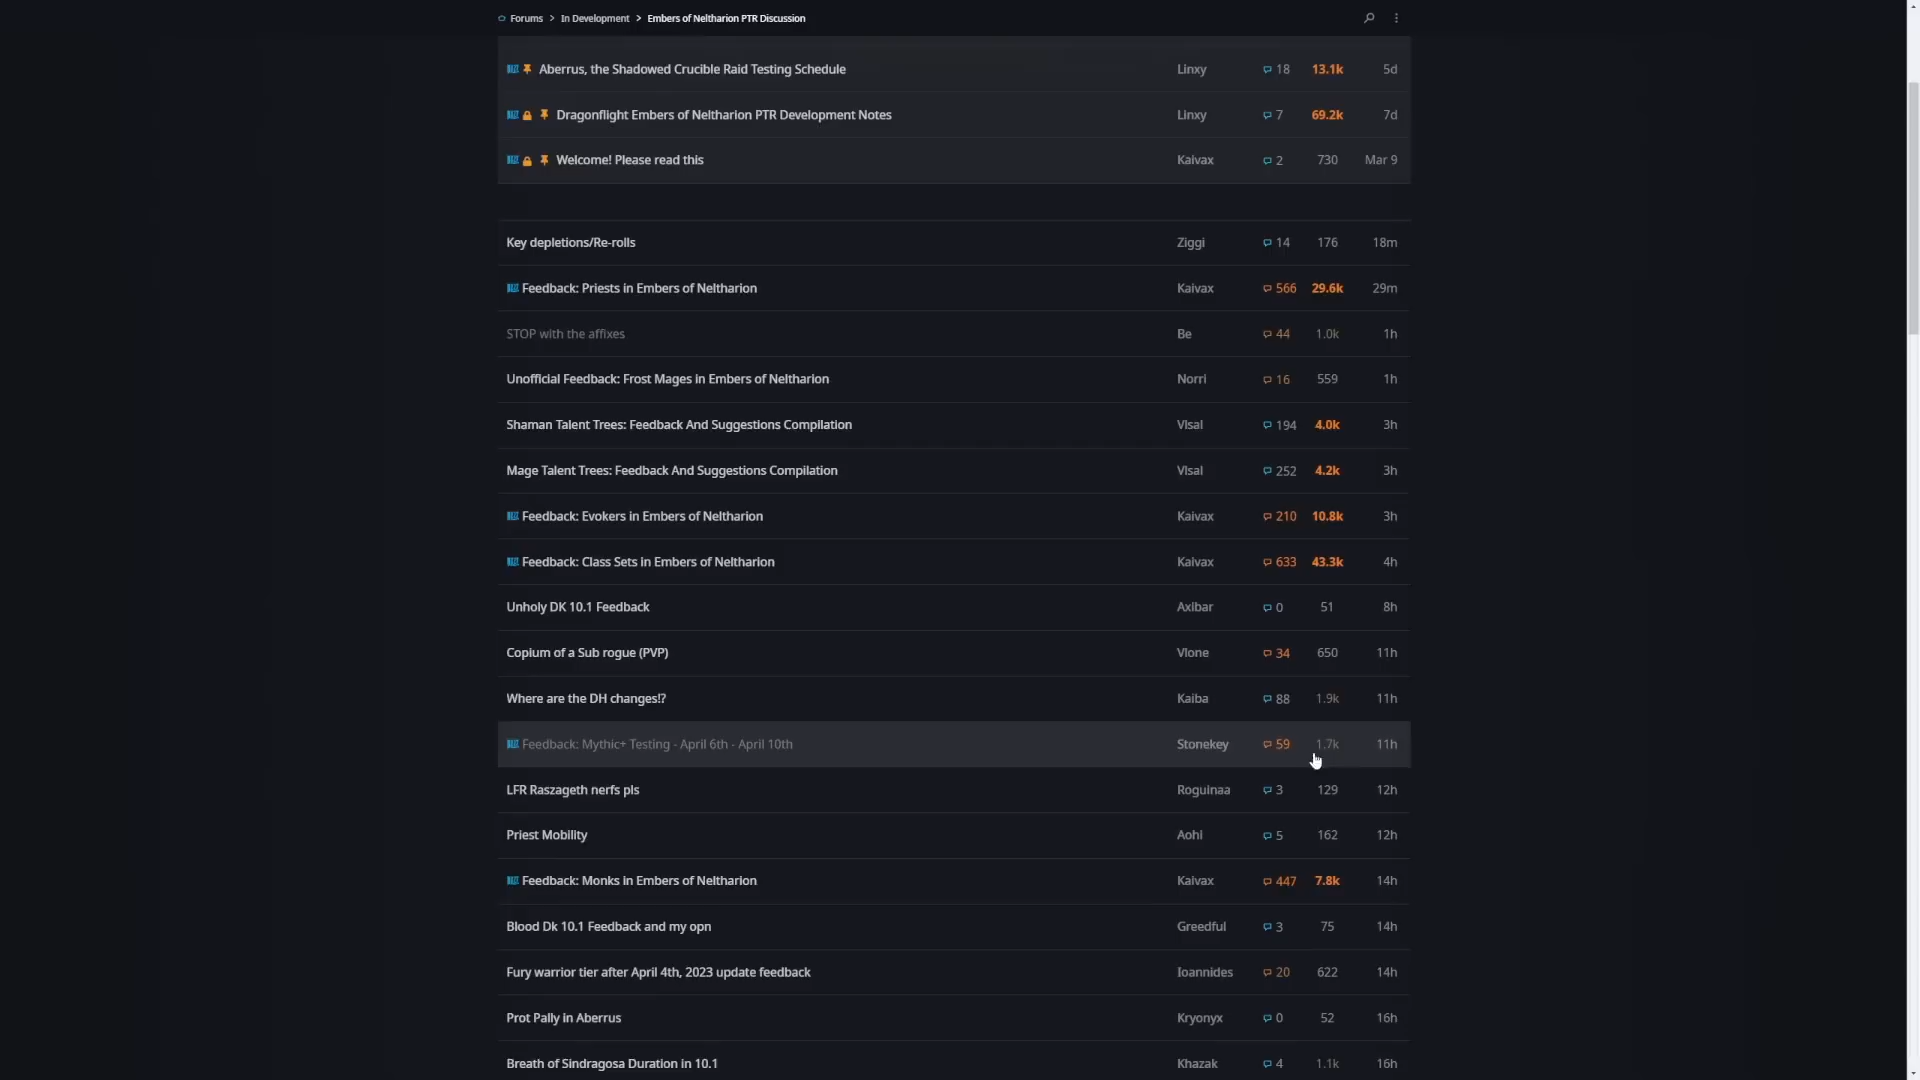 Forums > In Development > Embers of Neltharion PTR Discussion
Aberrus, the Shadowed Crucible Raid Testing Schedule Linxy 18 13.1k 5d
Dragonflight Embers of Neltharion PTR Development Notes Linxy 7 69.2k 7d
Welcome! Please read this Kaivax 2 730 Mar 9
Key depletions/Re-rolls Ziggi 14 176 18m
Feedback: Priests in Embers of Neltharion Kaivax 566 29.6k 29m
STOP with the affixes Be 44 1.0k 1h
Unofficial Feedback: Frost Mages in Embers of Neltharion Norri 16 559 1h
Shaman Talent Trees: Feedback And Suggestions Compilation Vlsal 194 4.0k 3h
Mage Talent Trees: Feedback And Suggestions Compilation Vlsal 252 4.2k 3h
Feedback: Evokers in Embers of Neltharion Kaivax 210 10.8k 3h
Feedback: Class Sets in Embers of Neltharion Kaivax 633 43.3k 4h
Unholy DK 10.1 Feedback Axibar 0 51 8h
Copium of a Sub rogue (PVP) Vlone 34 650 11h
Where are the DH changes!? Kaiba 88 1.9k 11h
Feedback: Mythic+ Testing - April 6th - April 10th Stonekey 59 1.7k 11h
LFR Raszageth nerfs pls Roguinaa 3 129 12h
Priest Mobility Aohi 5 162 12h
Feedback: Monks in Embers of Neltharion Kaivax 447 7.8k 14h
Blood Dk 10.1 Feedback and my opn Greedful 3 75 14h
Fury warrior tier after April 4th, 2023 update feedback Ioannides 20 622 14h
Prot Pally in Aberrus Kryonyx 0 52 16h
Breath of Sindragosa Duration in 10.1 Khazak 4 1.1k 16h